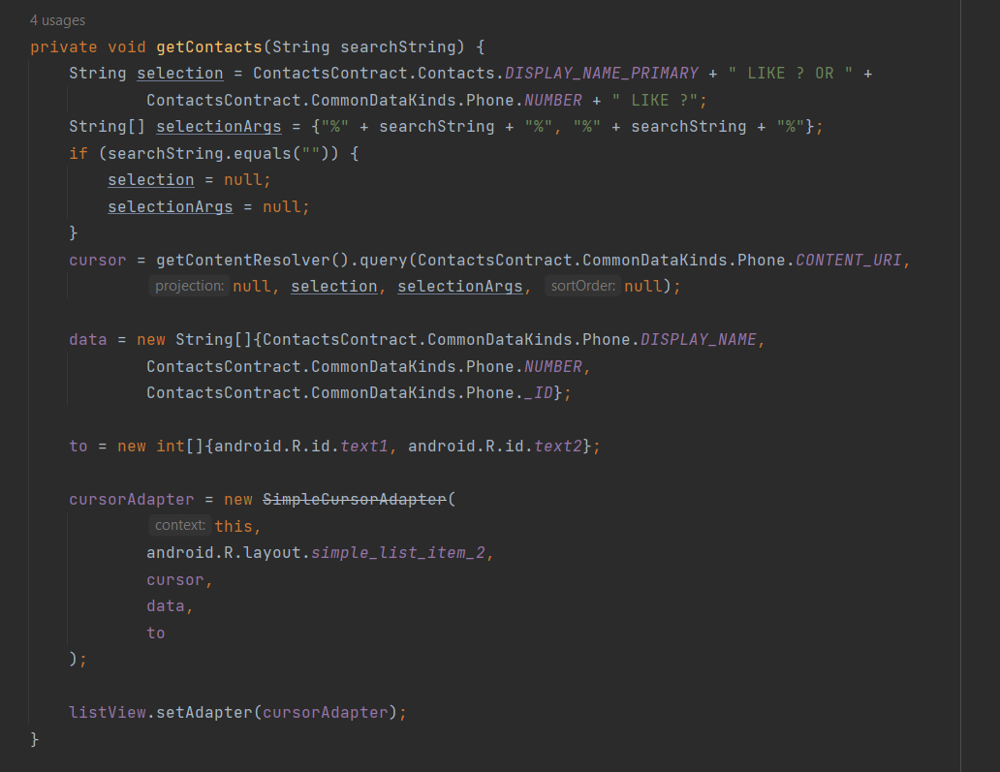 4 usages
private void getContacts(String searchString) {
    String selection = ContactsContract.Contacts.DISPLAY_NAME_PRIMARY + " LIKE ? OR " +
            ContactsContract.CommonDataKinds.Phone.NUMBER + " LIKE ?";
    String[] selectionArgs = {"%" + searchString + "%", "%" + searchString + "%"};
    if (searchString.equals("")) {
        selection = null;
        selectionArgs = null;
    }
    cursor = getContentResolver().query(ContactsContract.CommonDataKinds.Phone.CONTENT_URI,
            projection: null, selection, selectionArgs, sortOrder: null);

    data = new String[]{ContactsContract.CommonDataKinds.Phone.DISPLAY_NAME,
            ContactsContract.CommonDataKinds.Phone.NUMBER,
            ContactsContract.CommonDataKinds.Phone._ID};

    to = new int[]{android.R.id.text1, android.R.id.text2};

    cursorAdapter = new SimpleCursorAdapter(
            context: this,
            android.R.layout.simple_list_item_2,
            cursor,
            data,
            to
    );

    listView.setAdapter(cursorAdapter);
}